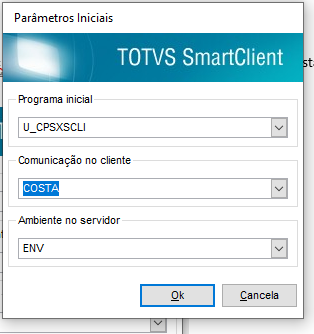 Parâmetros Iniciais
TOTVS SmartClient
Programa inicial
U_CPSXSCLI
Comunicação no cliente
COSTA
Ambiente no servidor
ENV
Ok
Cancela